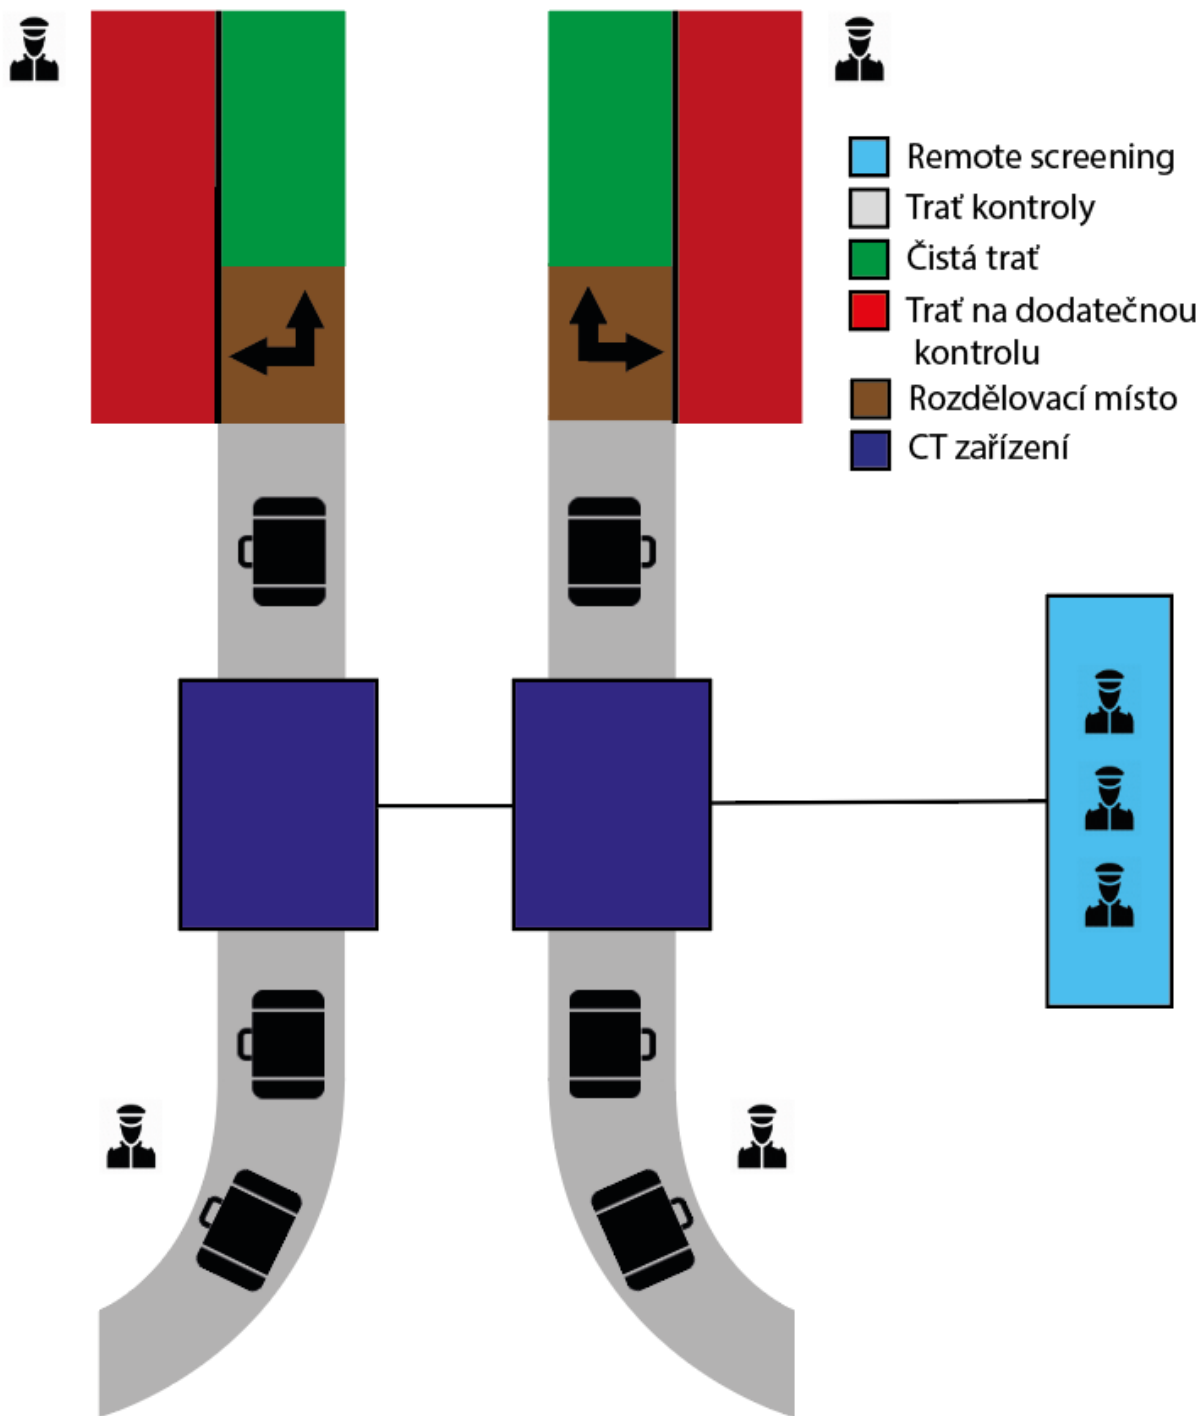 Remote screening
Trať kontroly
Čistá trať
Trať na dodatečnou
kontrolu
Rozdělovací místo
CT zařízení